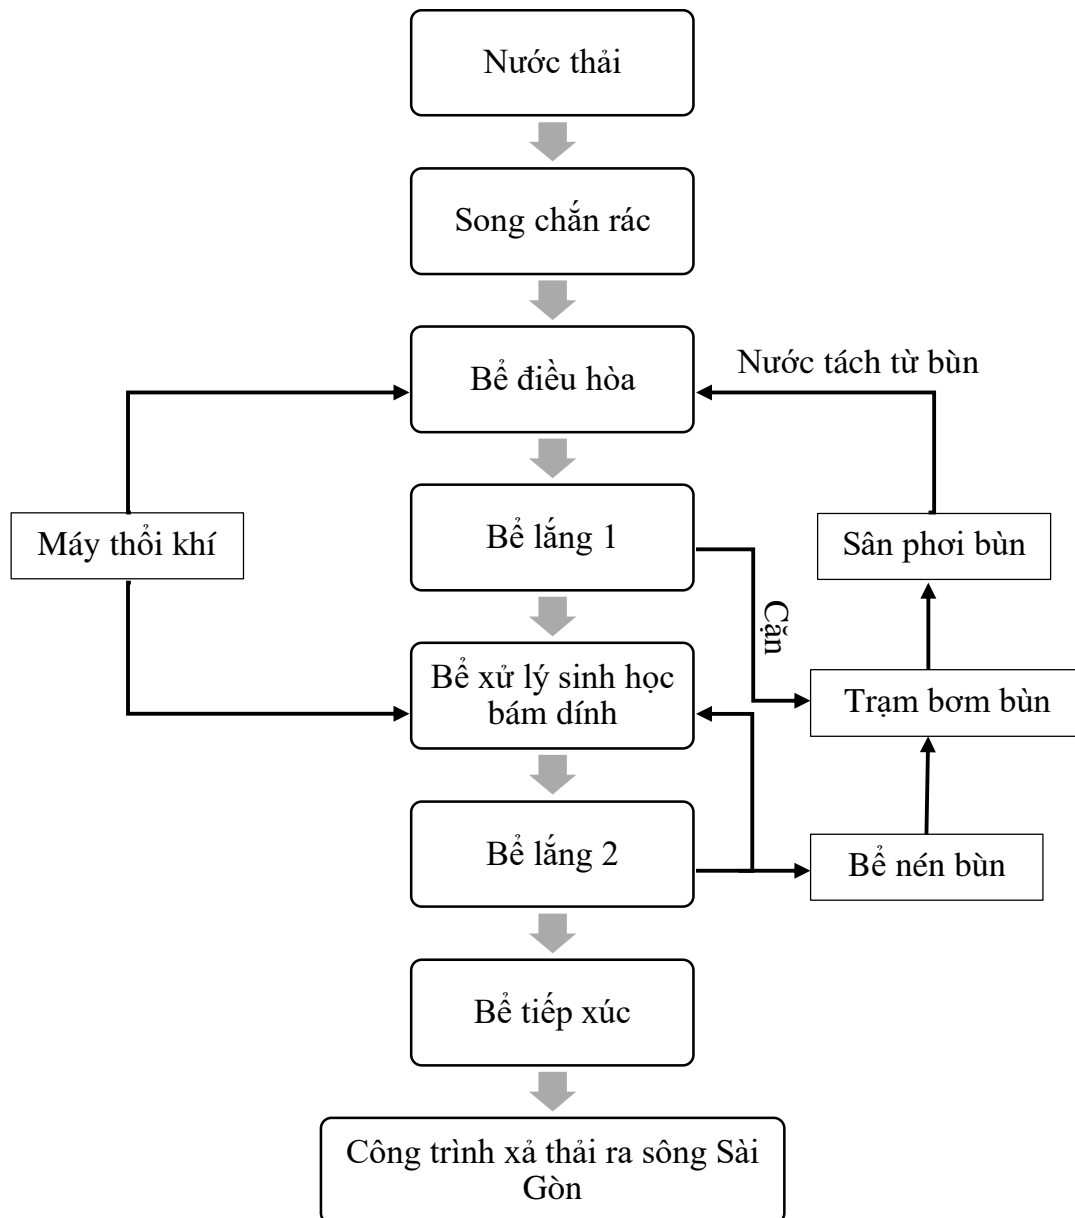 Nước thải
Song chắn rác
Bể điều hòa
Nước tách từ bùn
Máy thổi khí
Bể lắng 1
Sân phơi bùn
Cặn
Bể xử lý sinh học
bám dính
Trạm bơm bùn
Bể lắng 2
Bể nén bùn
Bể tiếp xúc
Công trình xả thải ra sông Sài
Gòn